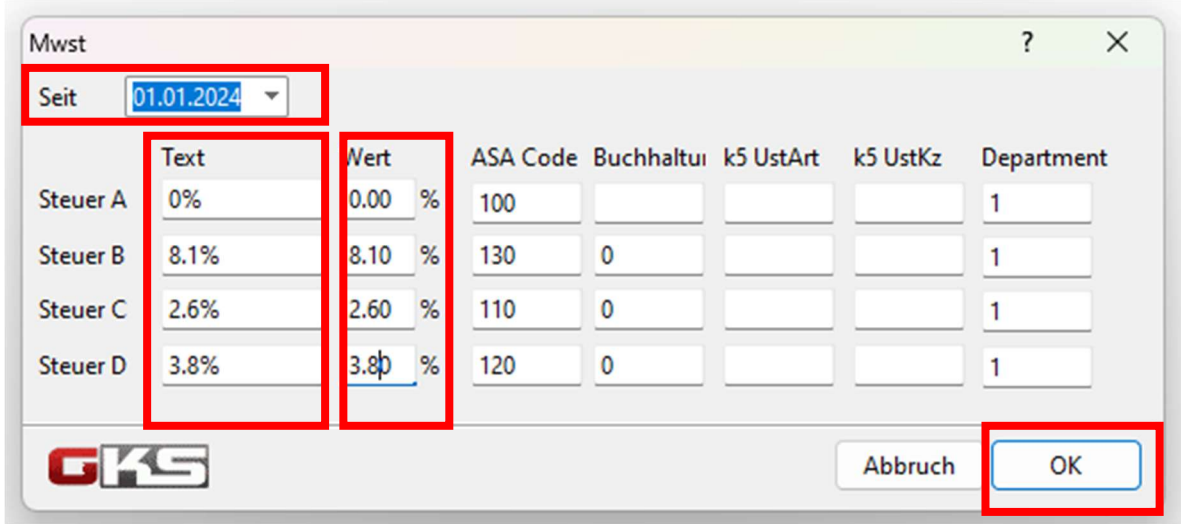 Mwst ?
Seit 01.01.2024
Text Wert ASA Code Buchhaltu k5 UstArt k5 UstKz Department
Steuer A 0% 0.00 % 100 1
Steuer B 8.1% 8.10 % 130 0 1
Steuer C 2.6% 2.60 % 110 0 1
Steuer D 3.8% 3.80 % 120 0 1
GKS Abbruch OK